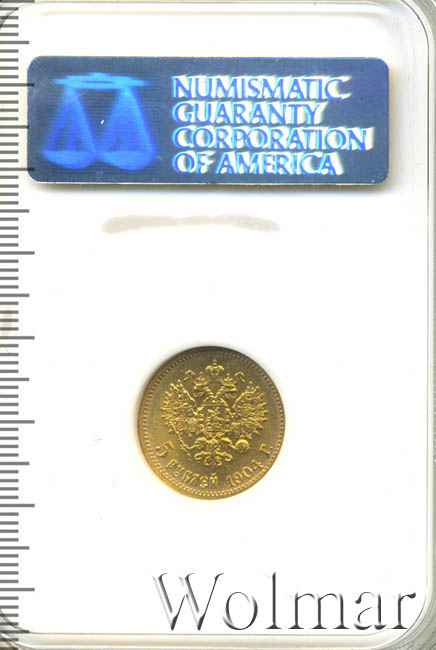 NUMISMATIC
GUARANTY
CORPORATION
OF AMERICA
5 РУБЛЕЙ 1904 Г.
Wolmar